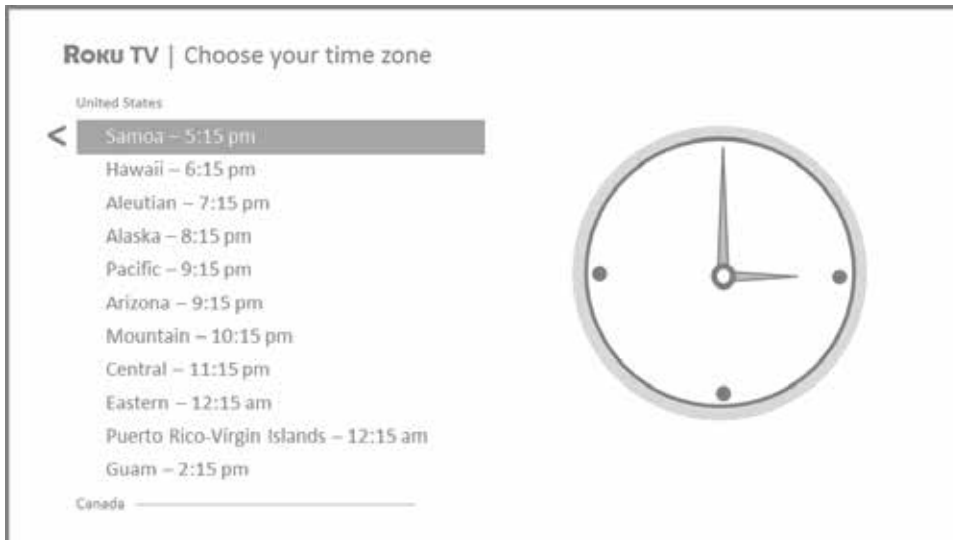 ROKU TV | Choose your time zone
United States
<
Samoa – 5:15 pm
Hawaii – 6:15 pm
Aleutian – 7:15 pm
Alaska – 8:15 pm
Pacific – 9:15 pm
Arizona – 9:15 pm
Mountain – 10:15 pm
Central – 11:15 pm
Eastern – 12:15 am
Puerto Rico-Virgin Islands – 12:15 am
Guam – 2:15 pm
Canada